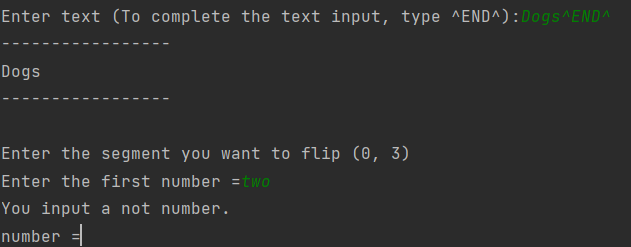 Enter text (To complete the text input, type ^END^):Dogs^END^
-----------------
Dogs
-----------------
Enter the segment you want to flip (0, 3)
Enter the first number =two
You input a not number.
number =